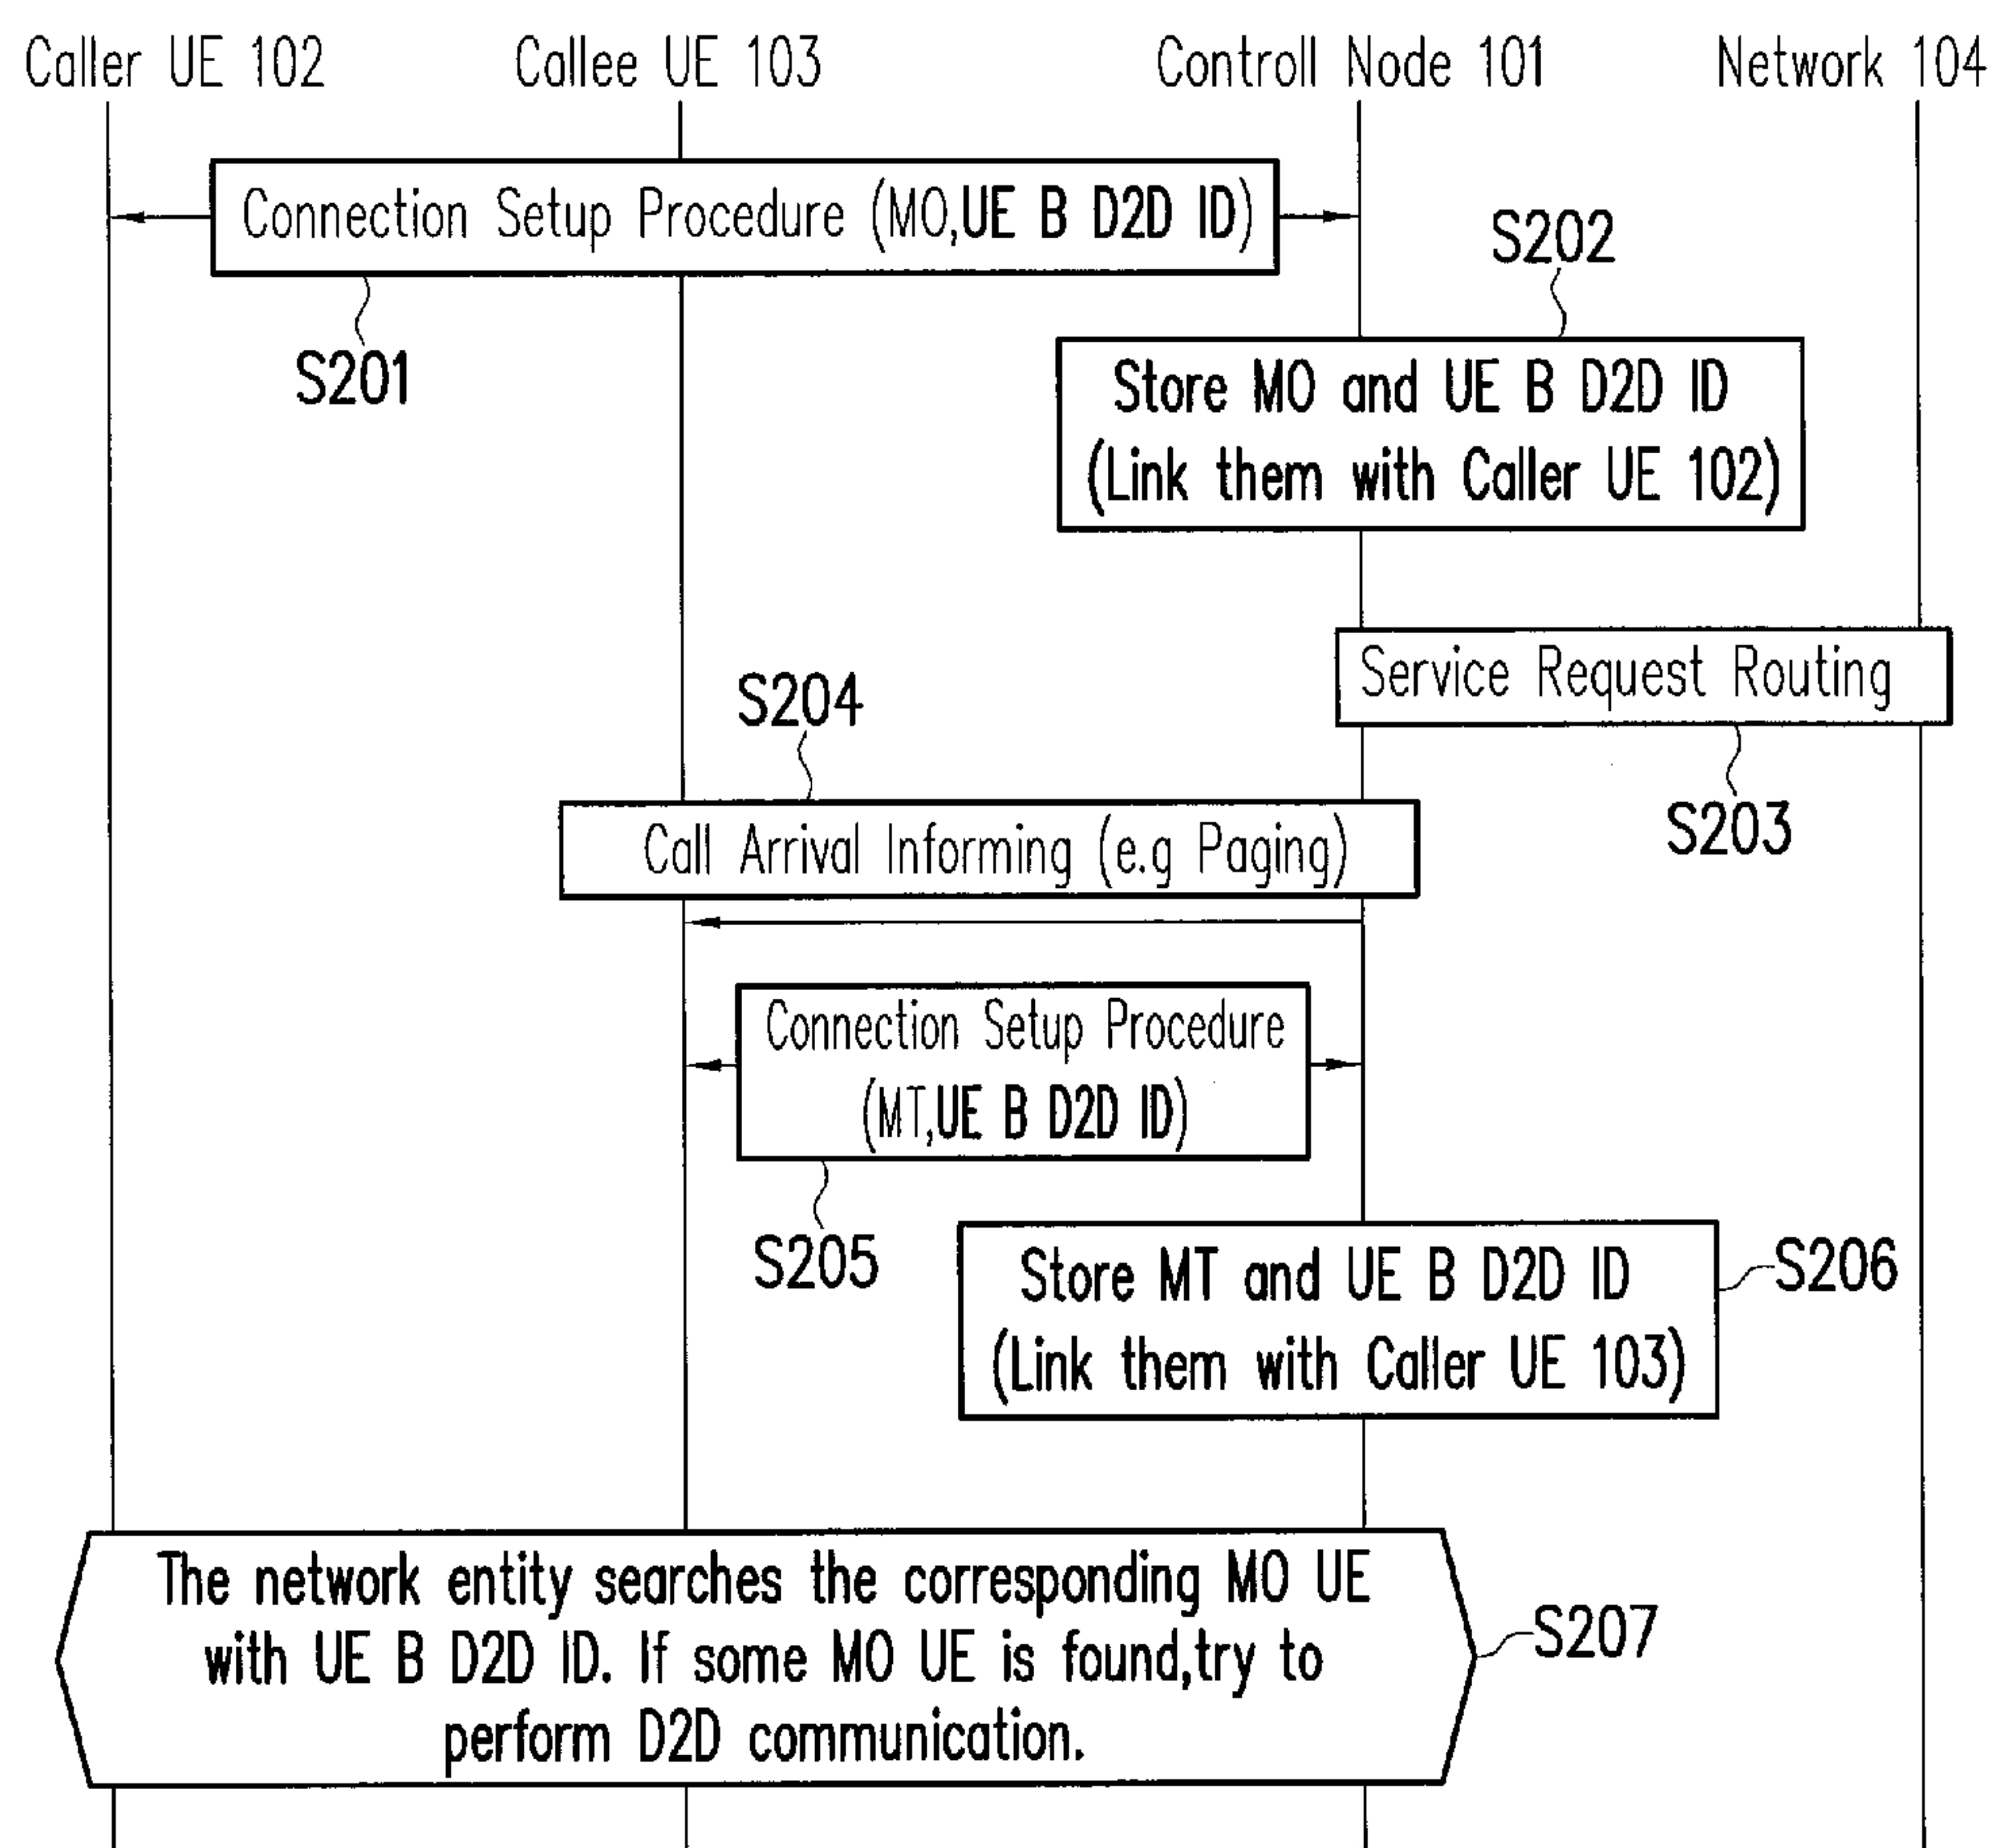 Caller UE 102
Callee UE 103
Controll Node 101
Network 104
Connection Setup Procedure (MO,UE B D2D ID)
S201
S202
Store MO and UE B D2D ID
(Link them with Caller UE 102)
Service Request Routing
S203
S204
Call Arrival Informing (e.g Paging)
Connection Setup Procedure
(MT,UE B D2D ID)
S205
Store MT and UE B D2D ID
(Link them with Caller UE 103)
S206
The network entity searches the corresponding MO UE
with UE B D2D ID. If some MO UE is found,try to
perform D2D communication.
S207